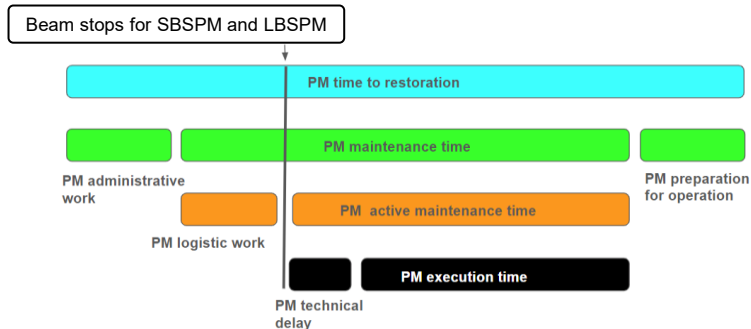 Beam stops for SBSPM and LBSPM
PM time to restoration
PM maintenance time
PM administrative
work
PM preparation
for operation
PM active maintenance time
PM logistic work
PM execution time
PM technical
delay